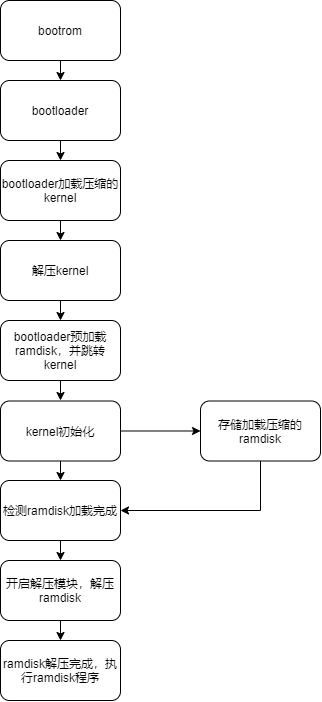 bootrom
bootloader
bootloader加载压缩的
kernel
解压kernel
bootloader预加载
ramdisk，并跳转
kernel
kernel初始化
存储加载压缩的
ramdisk
检测ramdisk加载完成
开启解压模块，解压
ramdisk
ramdisk解压完成，执
行ramdisk程序